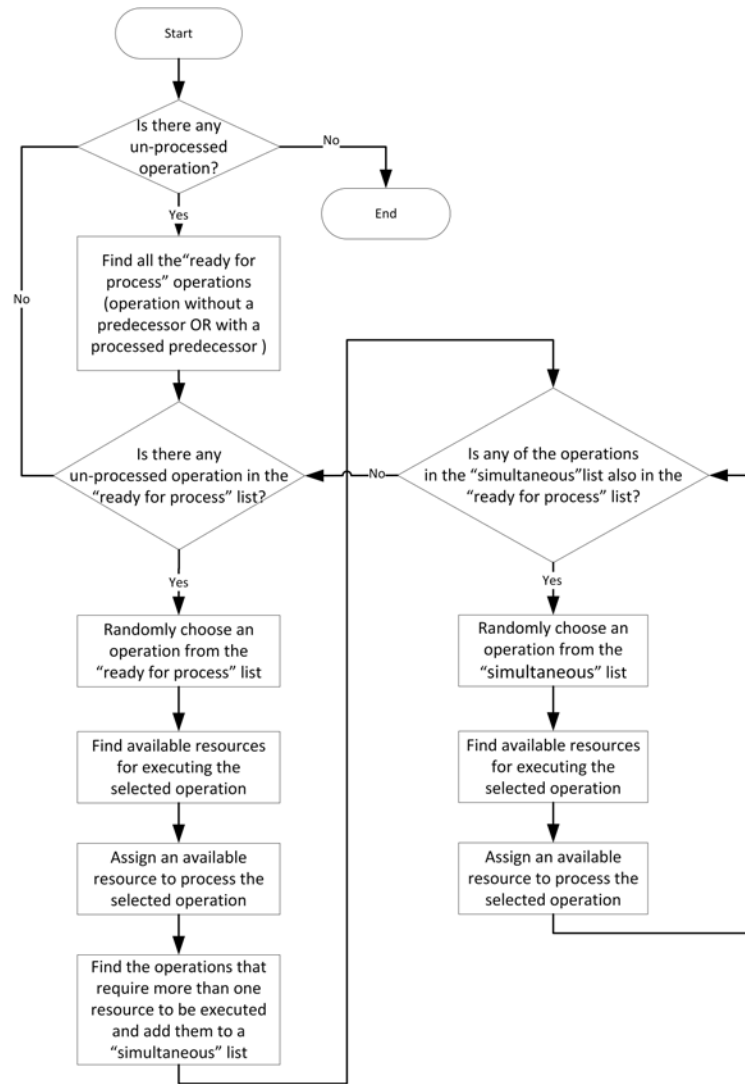 Start
Is there any
un-processed
operation?
No
End
Yes
Find all the“ready for
process” operations
(operation without a
predecessor OR with a
processed predecessor )
No
Is there any
un-processed operation in the
“ready for process” list?
No
Is any of the operations
in the “simultaneous”list also in the
“ready for process” list?
Yes
Randomly choose an
operation from the
“ready for process” list
Find available resources
for executing the
selected operation
Assign an available
resource to process the
selected operation
Find the operations that
require more than one
resource to be executed
and add them to a
“simultaneous” list
Yes
Randomly choose an
operation from the
“simultaneous” list
Find available resources
for executing the
selected operation
Assign an available
resource to process the
selected operation